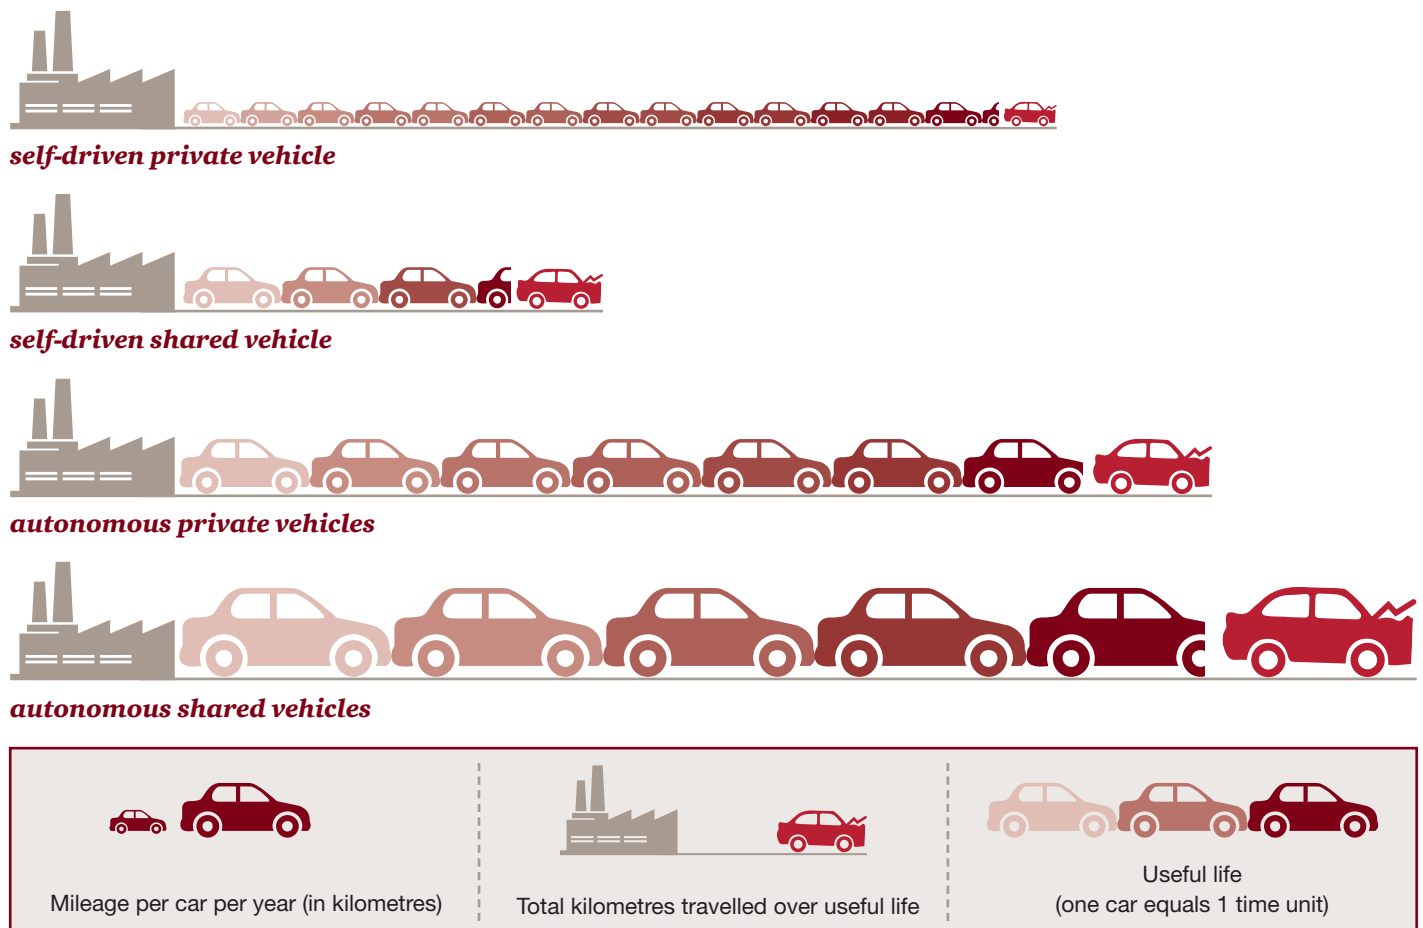 self-driven private vehicle
self-driven shared vehicle
autonomous private vehicles
autonomous shared vehicles
Mileage per car per year (in kilometres)
Total kilometres travelled over useful life
Useful life
(one car equals 1 time unit)